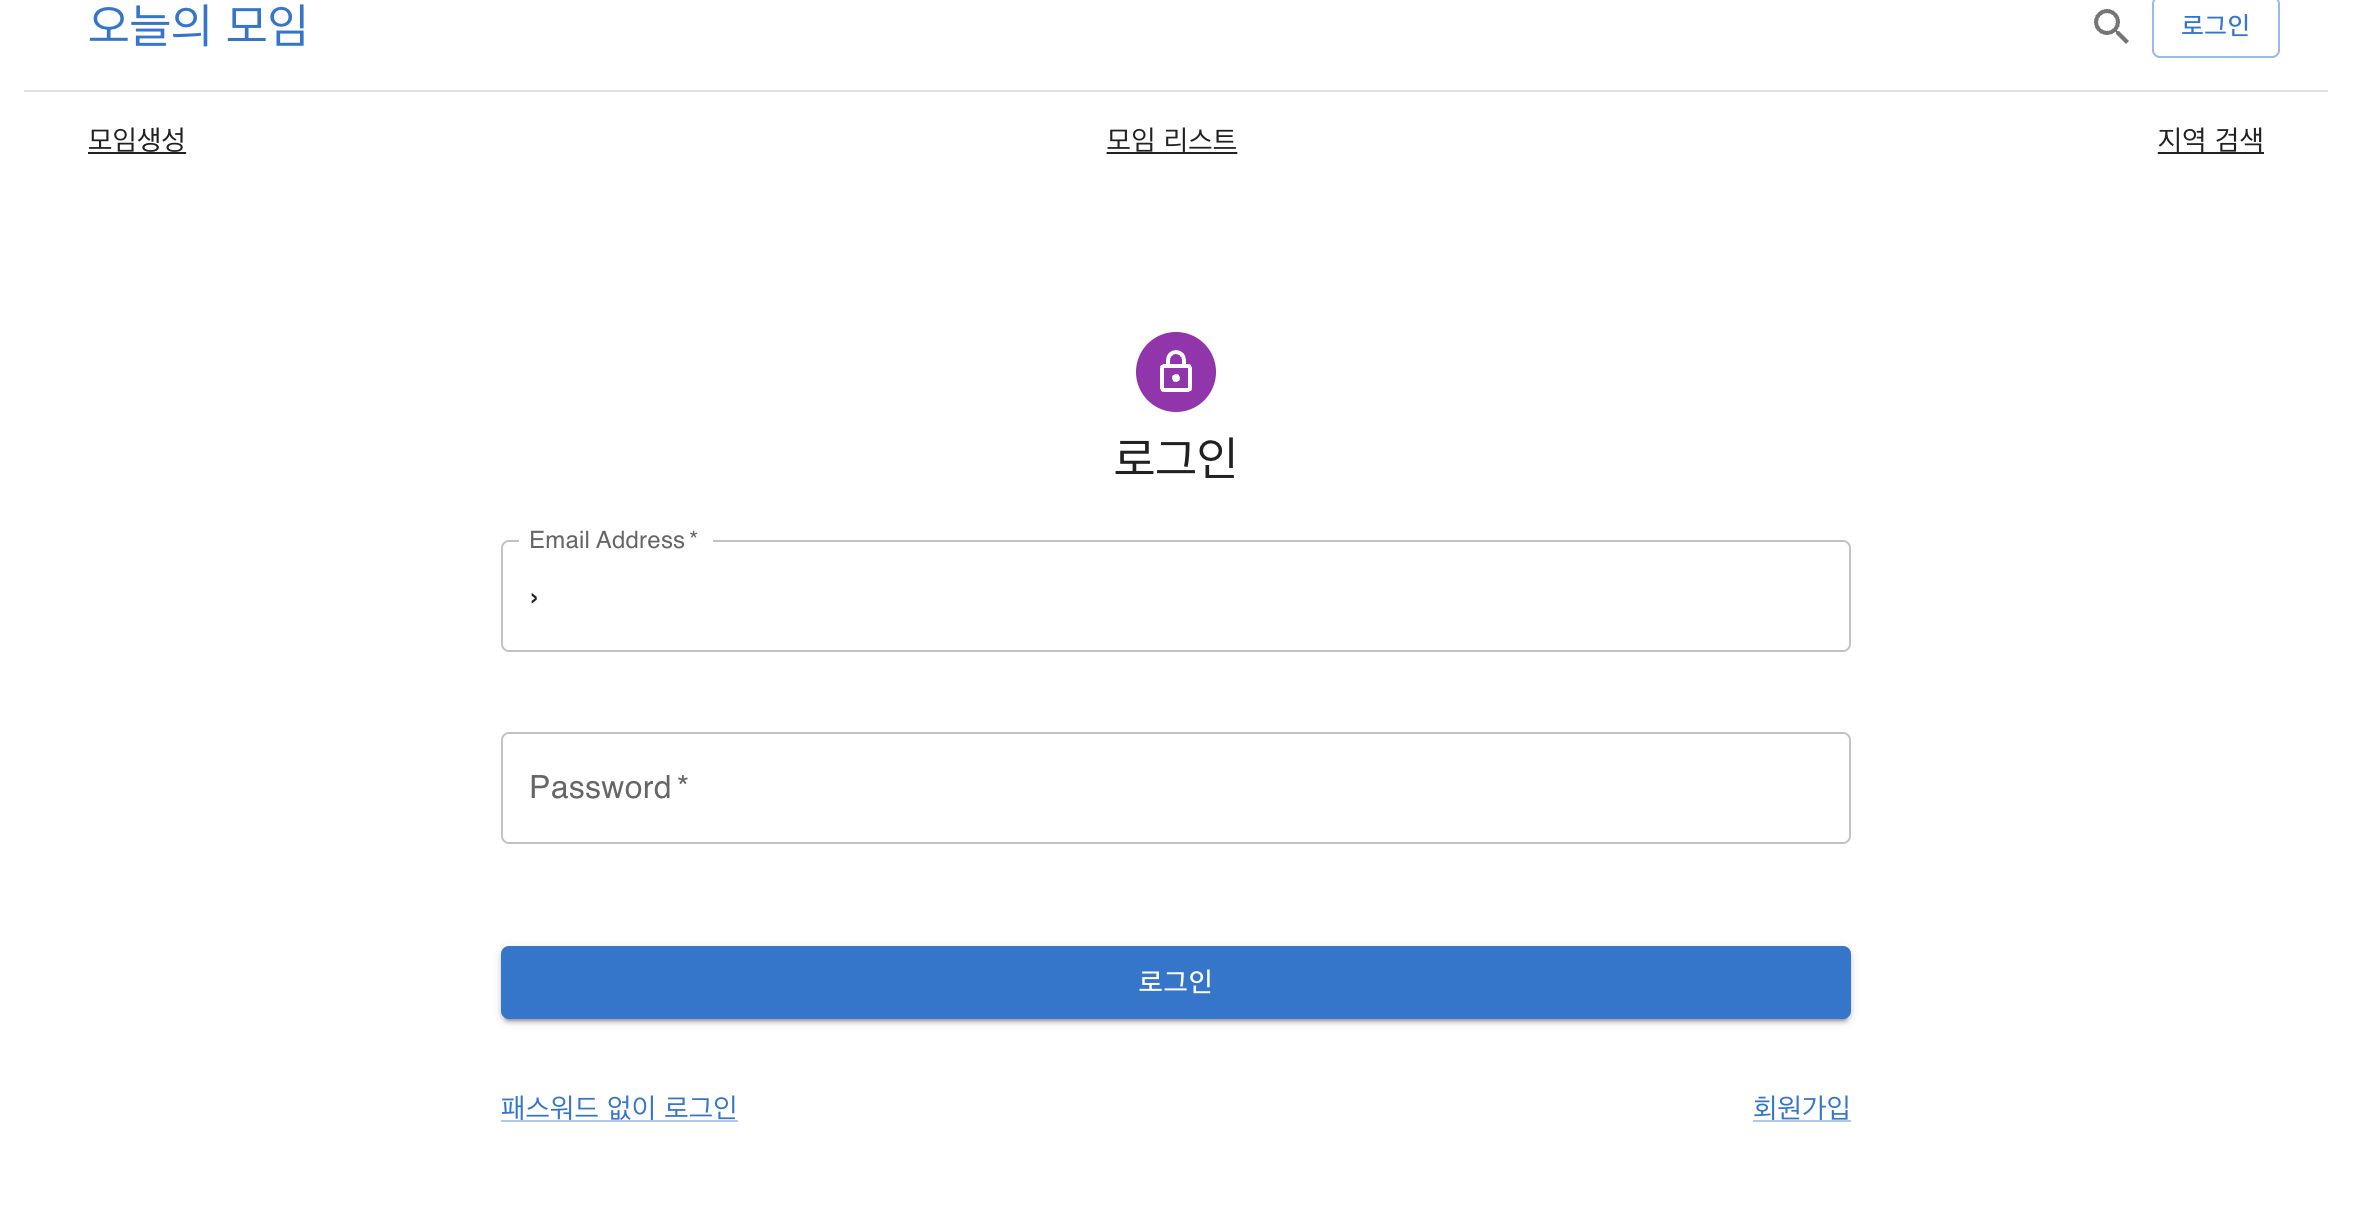 오늘의 모임
로그인
모임생성
모임 리스트
지역 검색
로그인
Email Address *
›
Password *
로그인
패스워드 없이 로그인
회원가입